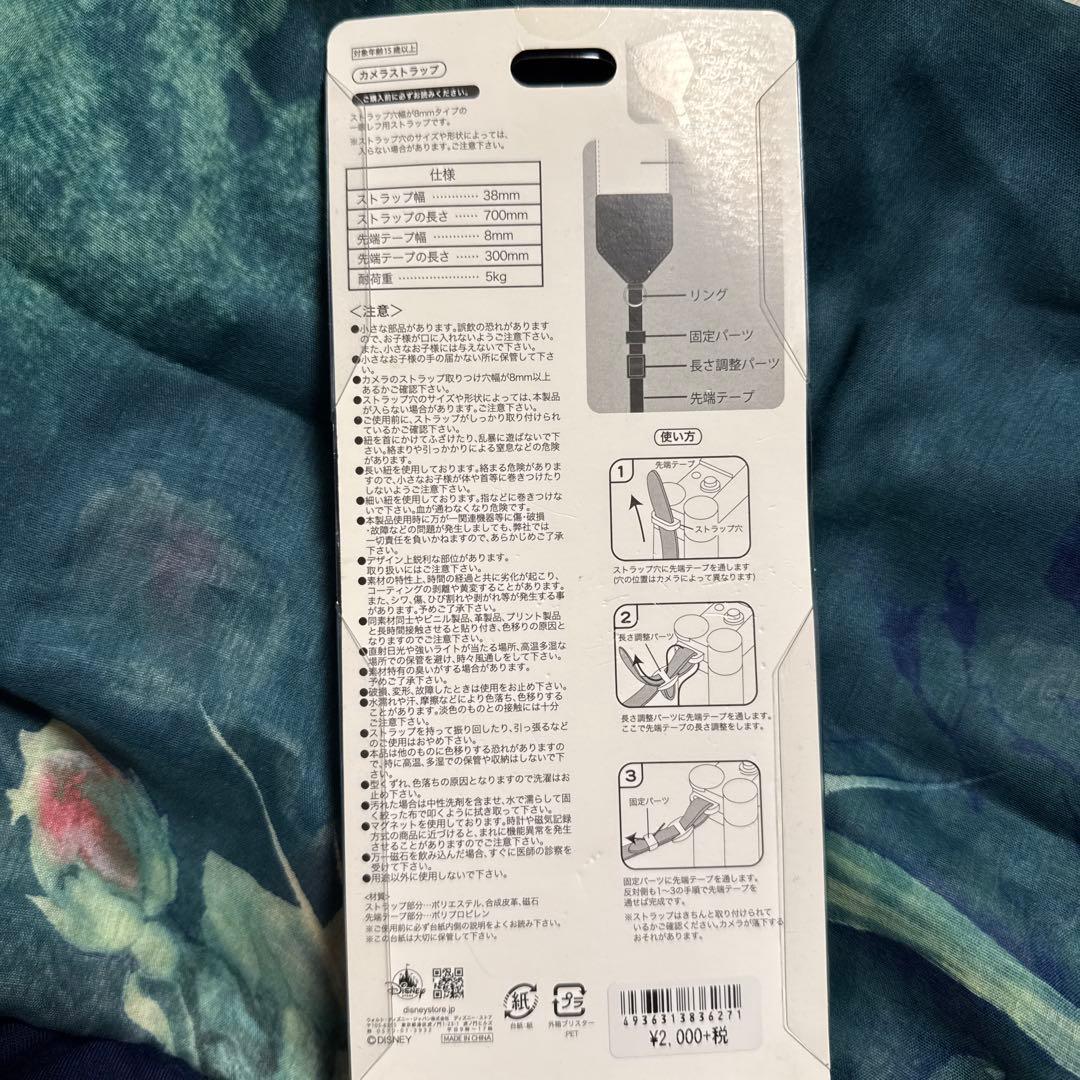 対象年齢15歳以上
カメラストラップ
ご購入前に必ずお読みください。
ストラップ穴幅が8mmタイプの
一眼レフ用ストラップです。
※ストラップ穴のサイズや形状によっては、
入らない場合があります。ご注意下さい。
仕様
ストラップ幅 ………… 38mm
ストラップの長さ …… 700mm
先端テープ幅 ………… 8mm
先端テープの長さ …… 300mm
耐荷重 ………………… 5kg
＜注意＞
●小さな部品があります。誤飲の恐れがあります
ので、お子様が口に入れないようご注意下さい。
また、小さなお子様には与えないで下さい。
●小さなお子様の手の届かない所に保管して下さ
い。
●カメラのストラップ取りつけ穴幅が8mm以上
あるかご確認下さい。
●ストラップ穴のサイズや形状によっては、本製品
が入らない場合があります。ご注意下さい。
●ご使用前に、ストラップがしっかり取り付けられ
ているかご確認下さい。
●紐を首にかけてふざけたり、乱暴に遊ばないで下
さい。絡まりや引っかかりによる窒息などの危険
があります。
●長い紐を使用しております。絡まる危険がありま
すので、小さなお子様が体や首等に巻きつけたり
しないようご注意下さい。
●細い紐を使用しております。指などに巻きつけな
いで下さい。血が通わなくなり危険です。
●本製品使用時に万が一関連機器等に傷・破損
・故障などの問題が発生しましても、弊社では
一切責任を負いかねますので、あらかじめご了承
下さい。
●デザイン上鋭利な部位があります。
取り扱いにはご注意下さい。
●素材の特性上、時間の経過と共に劣化が起こり、
コーティングの剥離や黄変することがあります。
また、シワ、傷、ひび割れや剥がれ等が発生する事
があります。予めご了承下さい。
●同素材同士やビニル製品、革製品、プリント製品
と長時間接触させると貼り付き、色移りの原因と
なりますのでご注意下さい。
●直射日光や強いライトが当たる場所、高温多湿な
場所での保管を避け、時々風通しをして下さい。
●素材特有の臭いがする場合があります。
予めご了承下さい。
●破損、変形、故障したときは使用をお止め下さい。
●水濡れや汗、摩擦などにより色落ち、色移りする
ことがあります。淡色のものとの接触には十分
ご注意下さい。
●ストラップを持って振り回したり、引っ張るなど
のご使用はおやめ下さい。
●本品は他のものに色移りする恐れがありますの
で、特に高温、多湿での保管や収納はしないで下
さい。
●型くずれ、色落ちの原因となりますので洗濯はお
止め下さい。
●汚れた場合は中性洗剤を含ませ、水で濡らして固
く絞った布で叩くように拭き取って下さい。
●マグネットを使用しております。時計や磁気記録
方式の商品に近づけると、まれに機能異常を発生
させることがありますのでご注意下さい。
●万一磁石を飲み込んだ場合、すぐに医師の診察を
受けて下さい。
●用途以外に使用しないで下さい。
<材質>
ストラップ部分…ポリエステル、合成皮革、磁石
先端テープ部分…ポリプロピレン
※ご使用前に必ず台紙内側の説明をよくお読み下さい。
※この台紙は大切に保管して下さい。
リング
固定パーツ
長さ調整パーツ
先端テープ
使い方
1
先端テープ
ストラップ穴
ストラップ穴に先端テープを通します
(穴の位置はカメラによって異なります)
2
長さ調整パーツ
長さ調整パーツに先端テープを通します。
ここで先端テープの長さ調整をします。
3
固定パーツ
固定パーツに先端テープを通します。
反対側も1〜3の手順で先端テープを
通せば完成です。
※ストラップはきちんと取り付けられて
いるかご確認ください。カメラが落下する
おそれがあります。
Disney
disneystore.jp
ウォルト・ディズニー・ジャパン株式会社 ディズニーストア
©DISNEY
MADE IN CHINA
紙
台紙:紙
プラ
外箱ブリスター
:PET
4936313836271
¥2,000+税